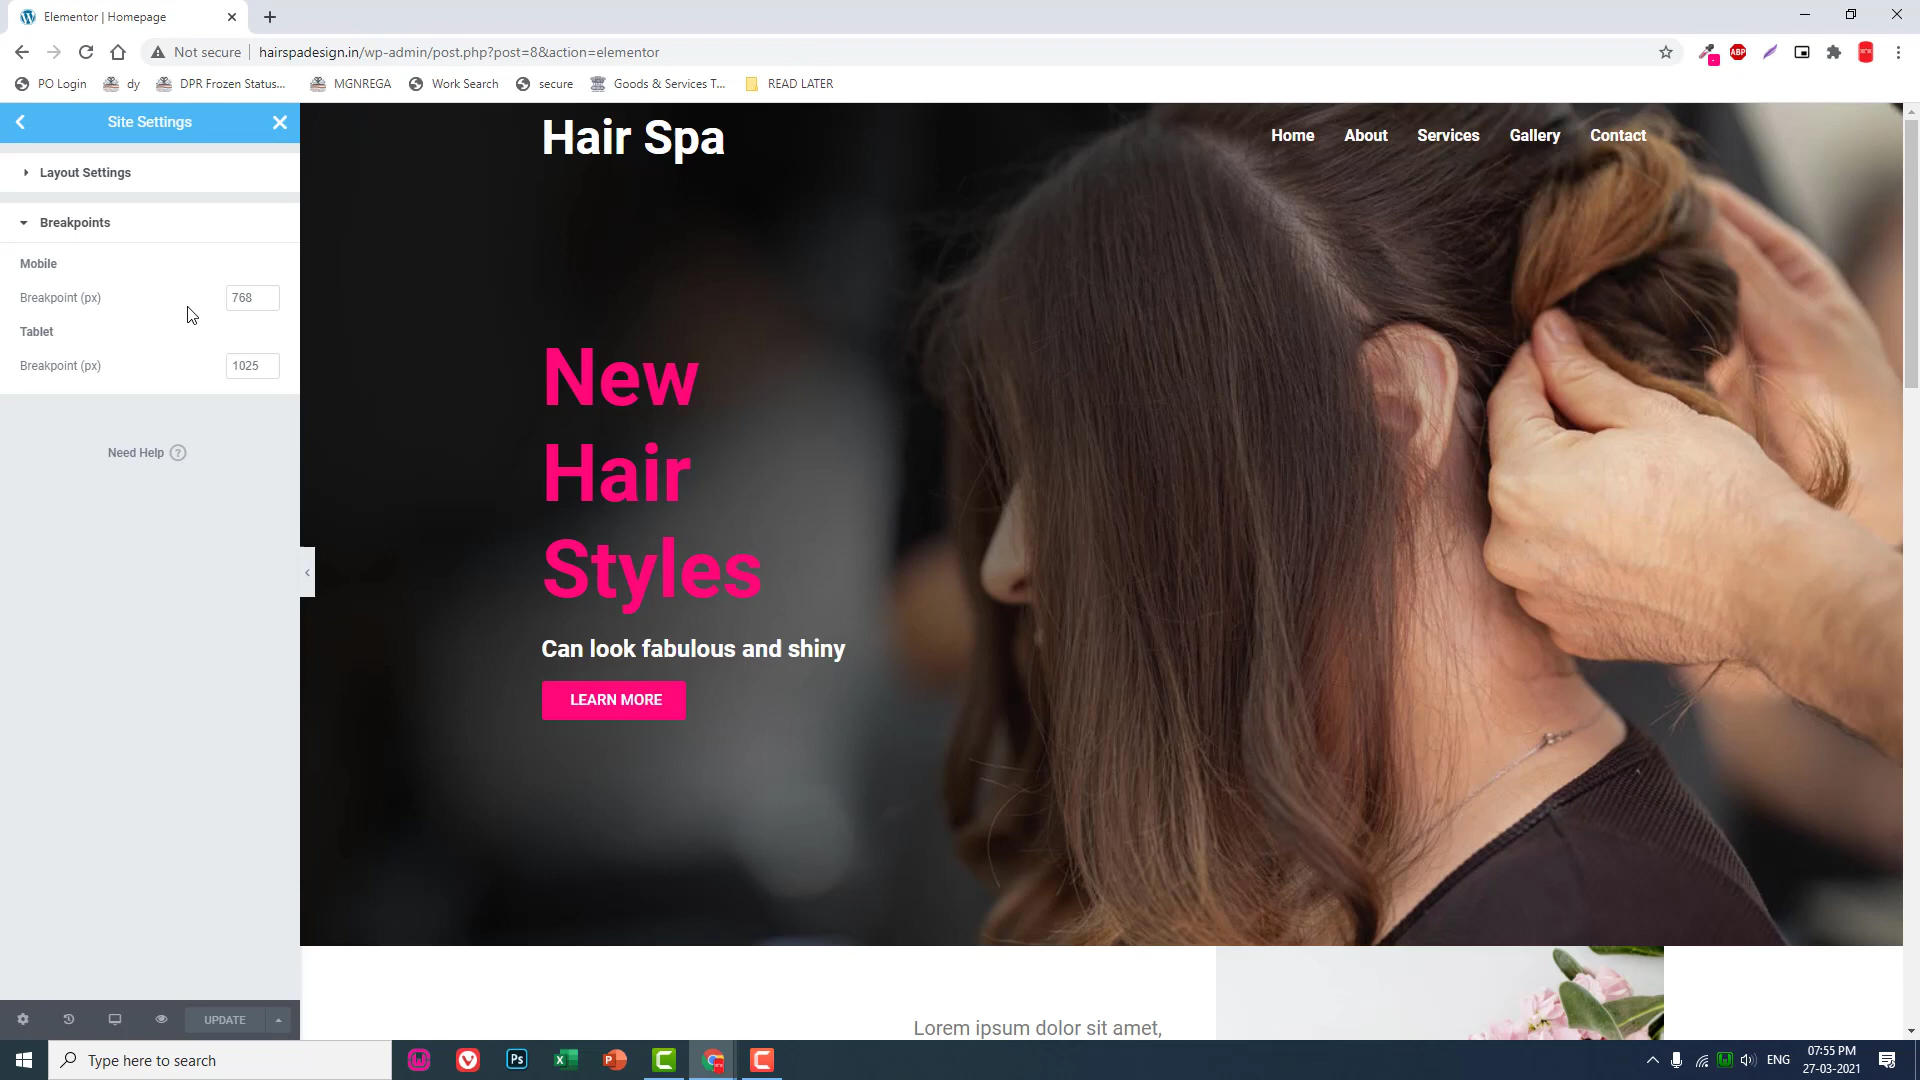 Elementor | Homepage
Not secure hairspadesign.in/wp-admin/post.php?post=8&action=elementor
ABP
PO Login dy DPR Frozen Status... MGNREGA Work Search secure Goods & Services T... READ LATER
Site Settings
Layout Settings
Breakpoints
Mobile
Breakpoint (px) 768
Tablet
Breakpoint (px) 1025
Need Help ?
UPDATE
Hair Spa
Home About Services Gallery Contact
New
Hair
Styles
Can look fabulous and shiny
LEARN MORE
Lorem ipsum dolor sit amet,
Type here to search
Ps
ENG
07:55 PM
27-03-2021